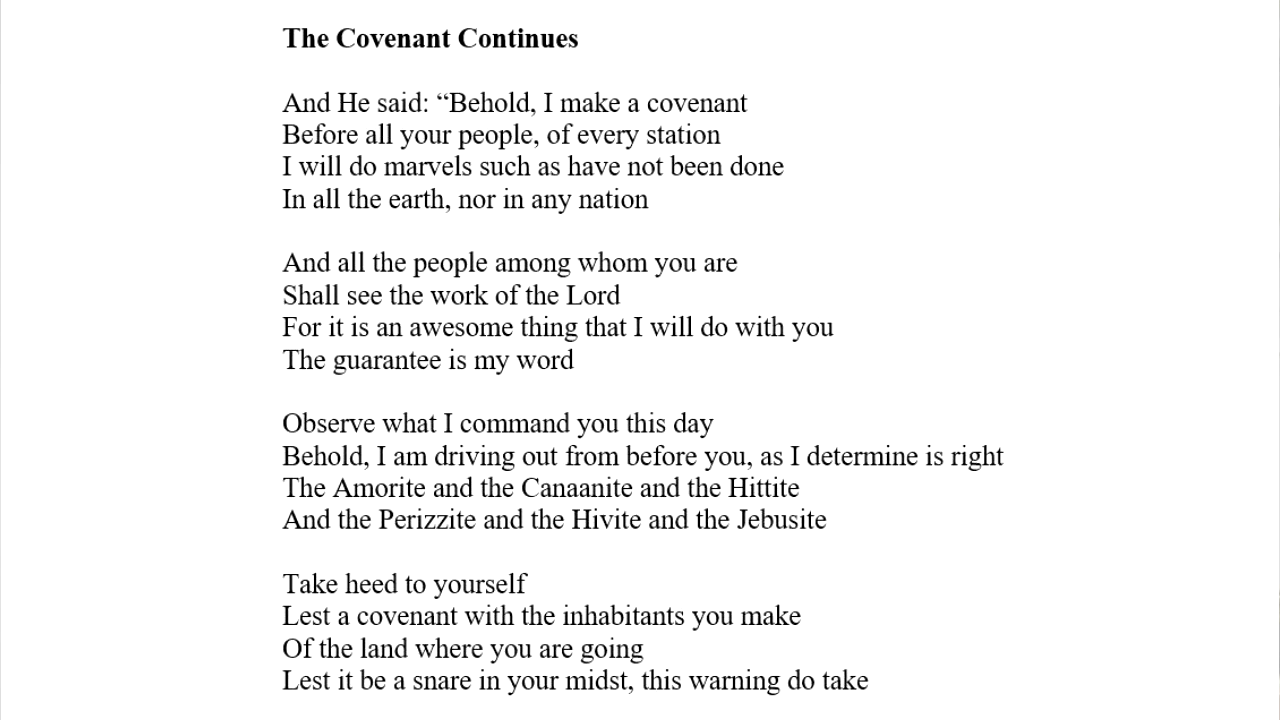 The Covenant Continues
And He said: “Behold, I make a covenant
Before all your people, of every station
I will do marvels such as have not been done
In all the earth, nor in any nation
And all the people among whom you are
Shall see the work of the Lord
For it is an awesome thing that I will do with you
The guarantee is my word
Observe what I command you this day
Behold, I am driving out from before you, as I determine is right
The Amorite and the Canaanite and the Hittite
And the Perizzite and the Hivite and the Jebusite
Take heed to yourself
Lest a covenant with the inhabitants you make
Of the land where you are going
Lest it be a snare in your midst, this warning do take